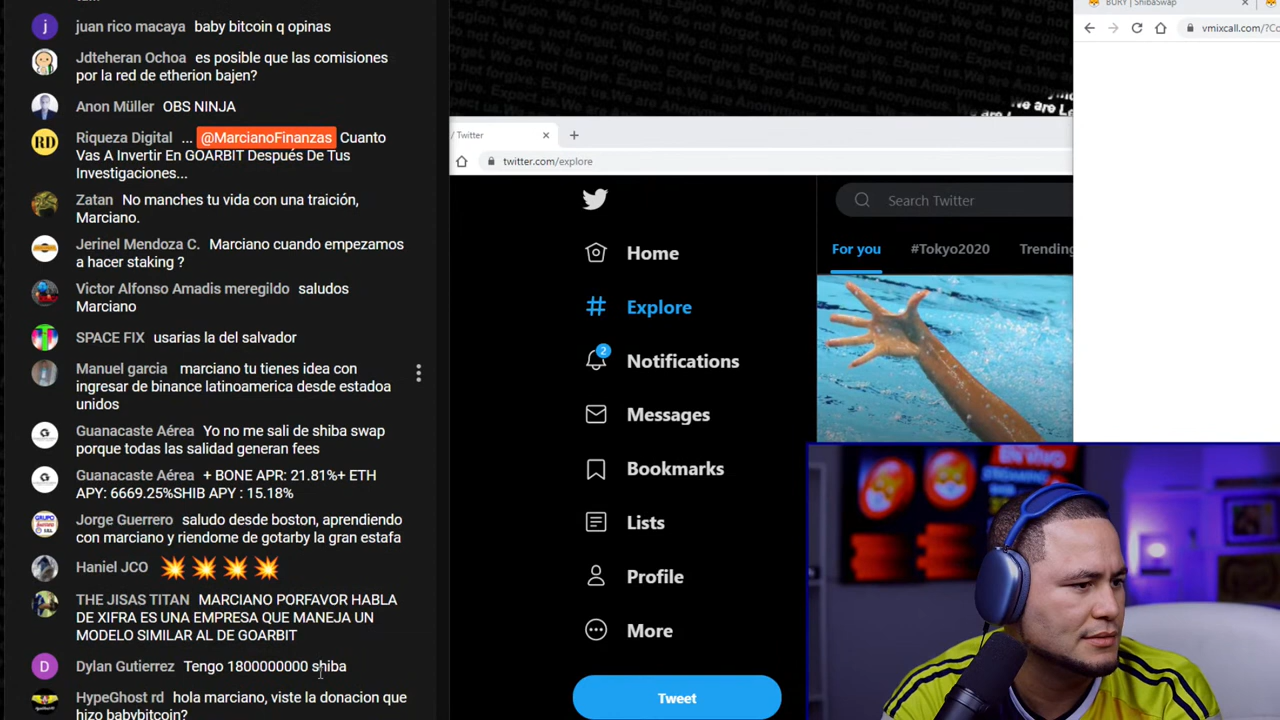 juan rico macaya baby bitcoin q opinas
Jdteheran Ochoa es posible que las comisiones
por la red de etherion bajen?
Anon Müller OBS NINJA
Riqueza Digital ... @MarcianoFinanzas Cuanto
Vas A Invertir En GOARBIT Después De Tus
Investigaciones...
Zatan No manches tu vida con una traición,
Marciano.
Jerinel Mendoza C. Marciano cuando empezamos
a hacer staking ?
Victor Alfonso Amadis meregildo saludos
Marciano
SPACE FIX usarias la del salvador
Manuel garcia marciano tu tienes idea con
ingresar de binance latinoamerica desde estadoa
unidos
Guanacaste Aérea Yo no me sali de shiba swap
porque todas las salidad generan fees
Guanacaste Aérea + BONE APR: 21.81%+ ETH
APY: 6669.25%SHIB APY : 15.18%
Jorge Guerrero saludo desde boston, aprendiendo
con marciano y riendome de gotarby la gran estafa
Haniel JCO
THE JISAS TITAN MARCIANO PORFAVOR HABLA
DE XIFRA ES UNA EMPRESA QUE MANEJA UN
MODELO SIMILAR AL DE GOARBIT
D Dylan Gutierrez Tengo 1800000000 shiba
HypeGhost rd hola marciano, viste la donacion que
hizo babybitcoin?
j
RD
/ Twitter
twitter.com/explore
Home
Explore
2
Notifications
Messages
Bookmarks
Lists
Profile
More
Tweet
Search Twitter
For you #Tokyo2020 Trending
BURY | ShibaSwap
vmixcall.com/?Co
EN VIVO